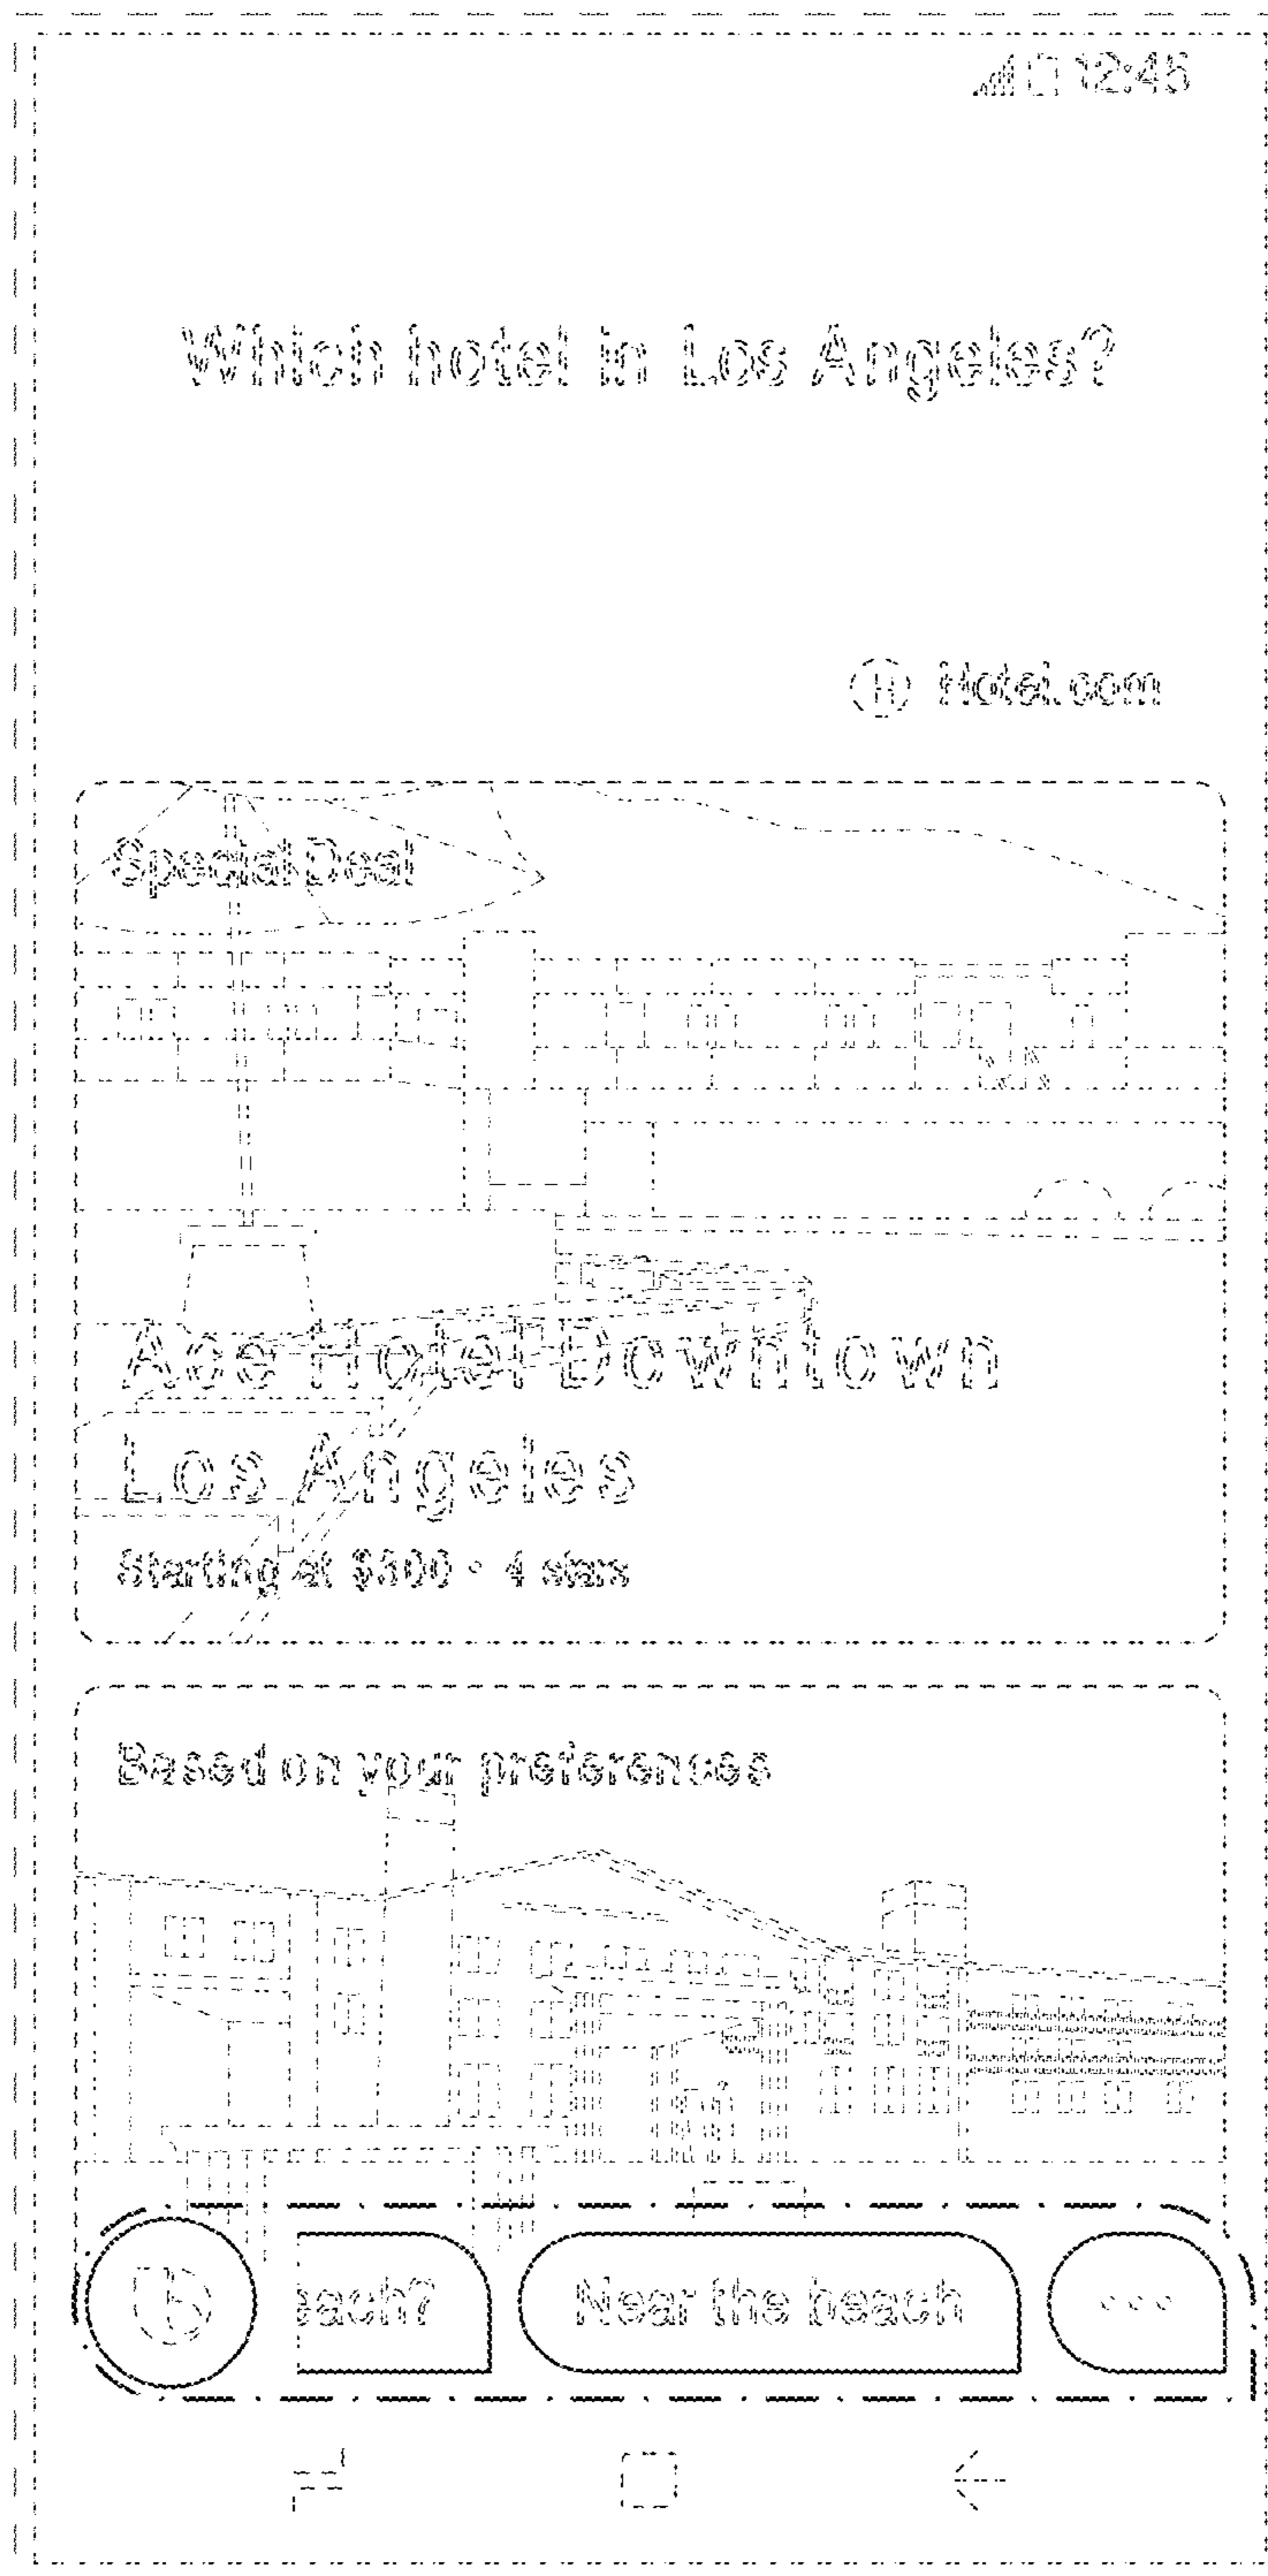 12:45
Which hotel in Los Angeles?
H Hotel.com
Special Deal
Ace Hotel Downtown
Los Angeles
Starting at $300 • 4 stars
Based on your preferences
each?
Near the beach